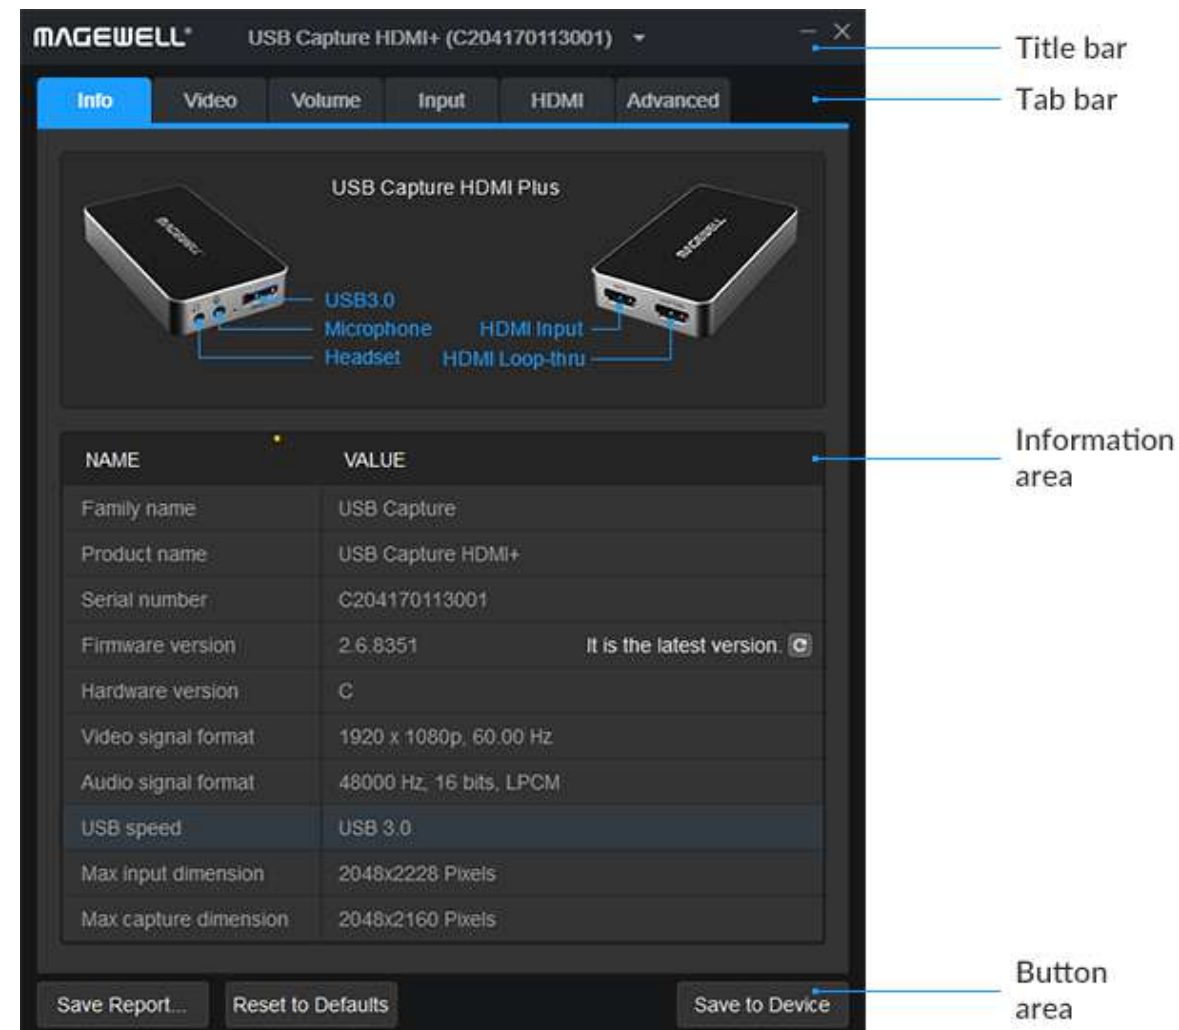 MAGEWELL® USB Capture HDMI+ (C204170113001)
Title bar
Info Video Volume Input HDMI Advanced
Tab bar
USB Capture HDMI Plus
MAGEWELL
MAGEWELL
USB3.0
Microphone HDMI Input
Headset HDMI Loop-thru
Information
area
NAME VALUE
Family name USB Capture
Product name USB Capture HDMI+
Serial number C204170113001
Firmware version 2.6.8351 It is the latest version.
Hardware version C
Video signal format 1920 x 1080p, 60.00 Hz
Audio signal format 48000 Hz, 16 bits, LPCM
USB speed USB 3.0
Max input dimension 2048x2228 Pixels
Max capture dimension 2048x2160 Pixels
Button
area
Save Report... Reset to Defaults Save to Device